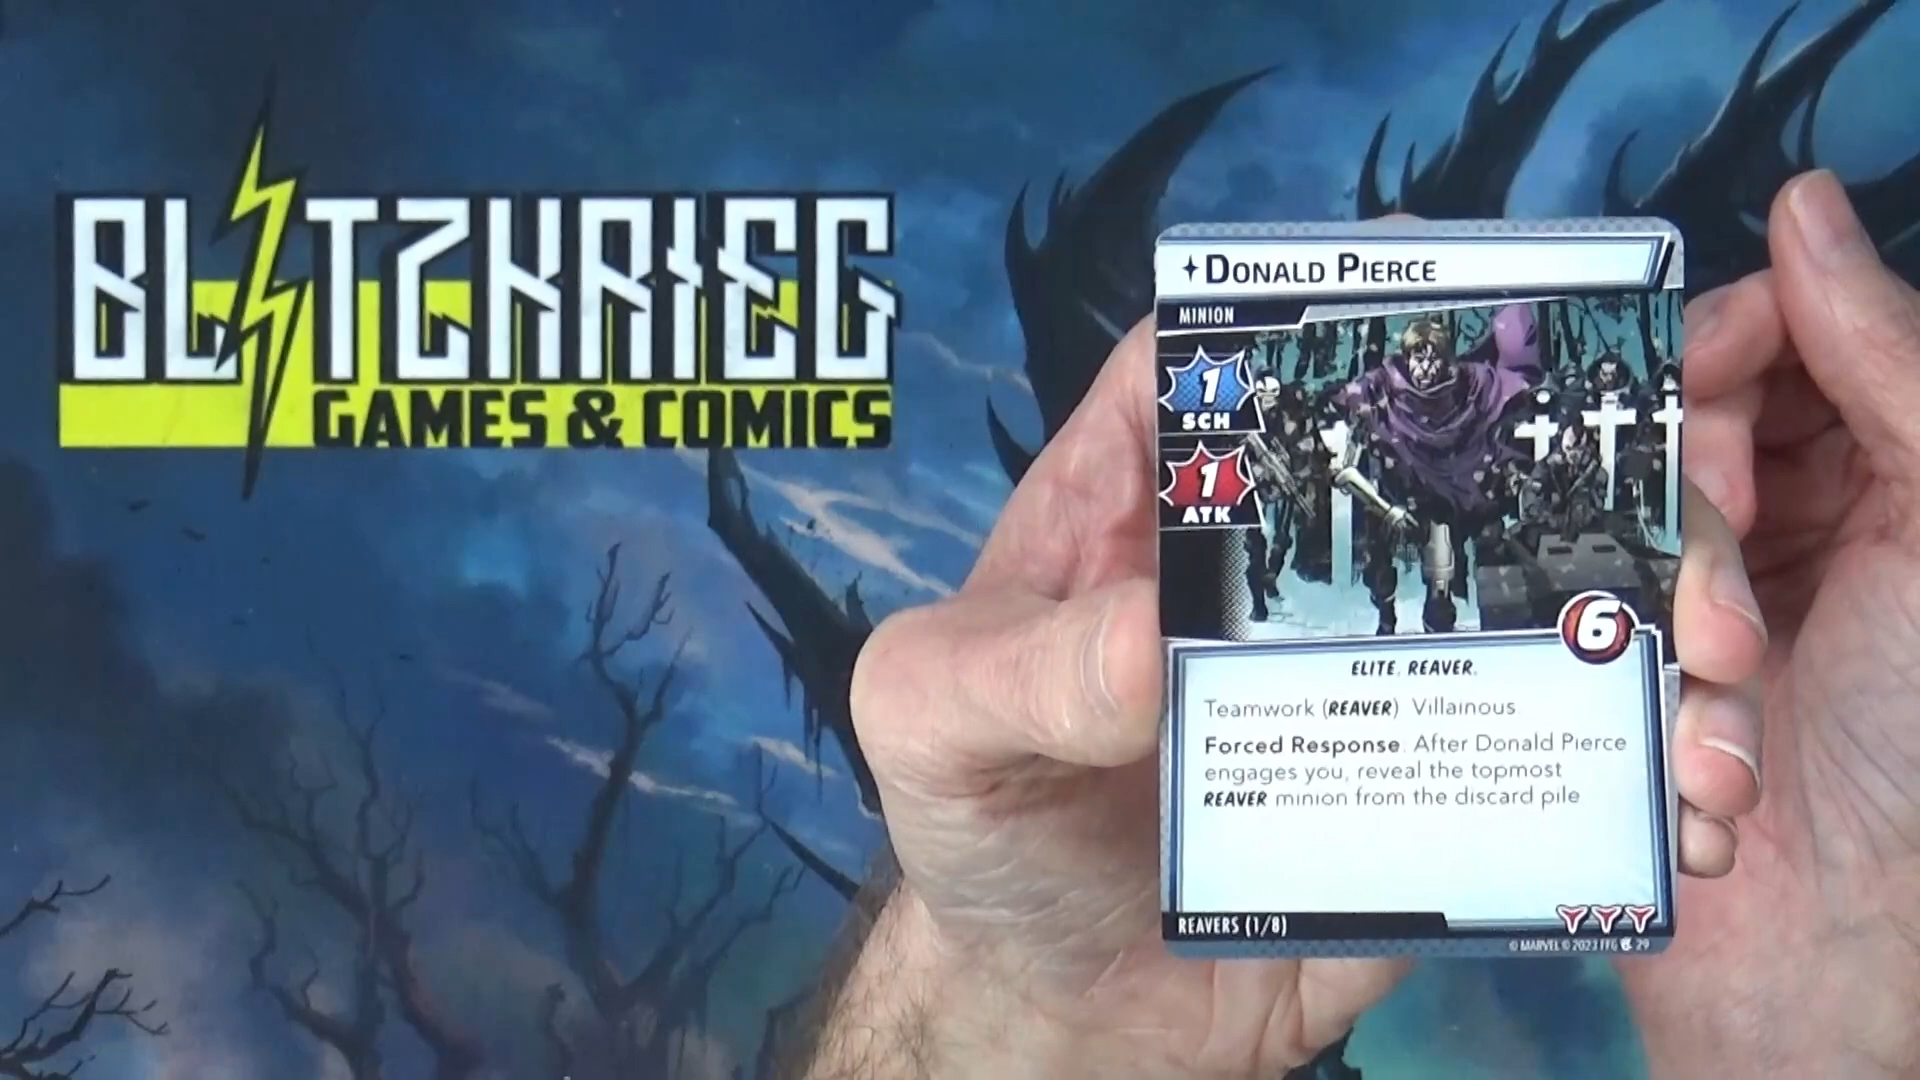 BLITZKRIEG
GAMES & COMICS
DONALD PIERCE
MINION
1
SCH
1
ATK
6
ELITE. REAVER.
Teamwork (REAVER). Villainous.
Forced Response: After Donald Pierce
engages you, reveal the topmost
REAVER minion from the discard pile.
REAVERS (1/8)
© MARVEL © 2023 FFG 29